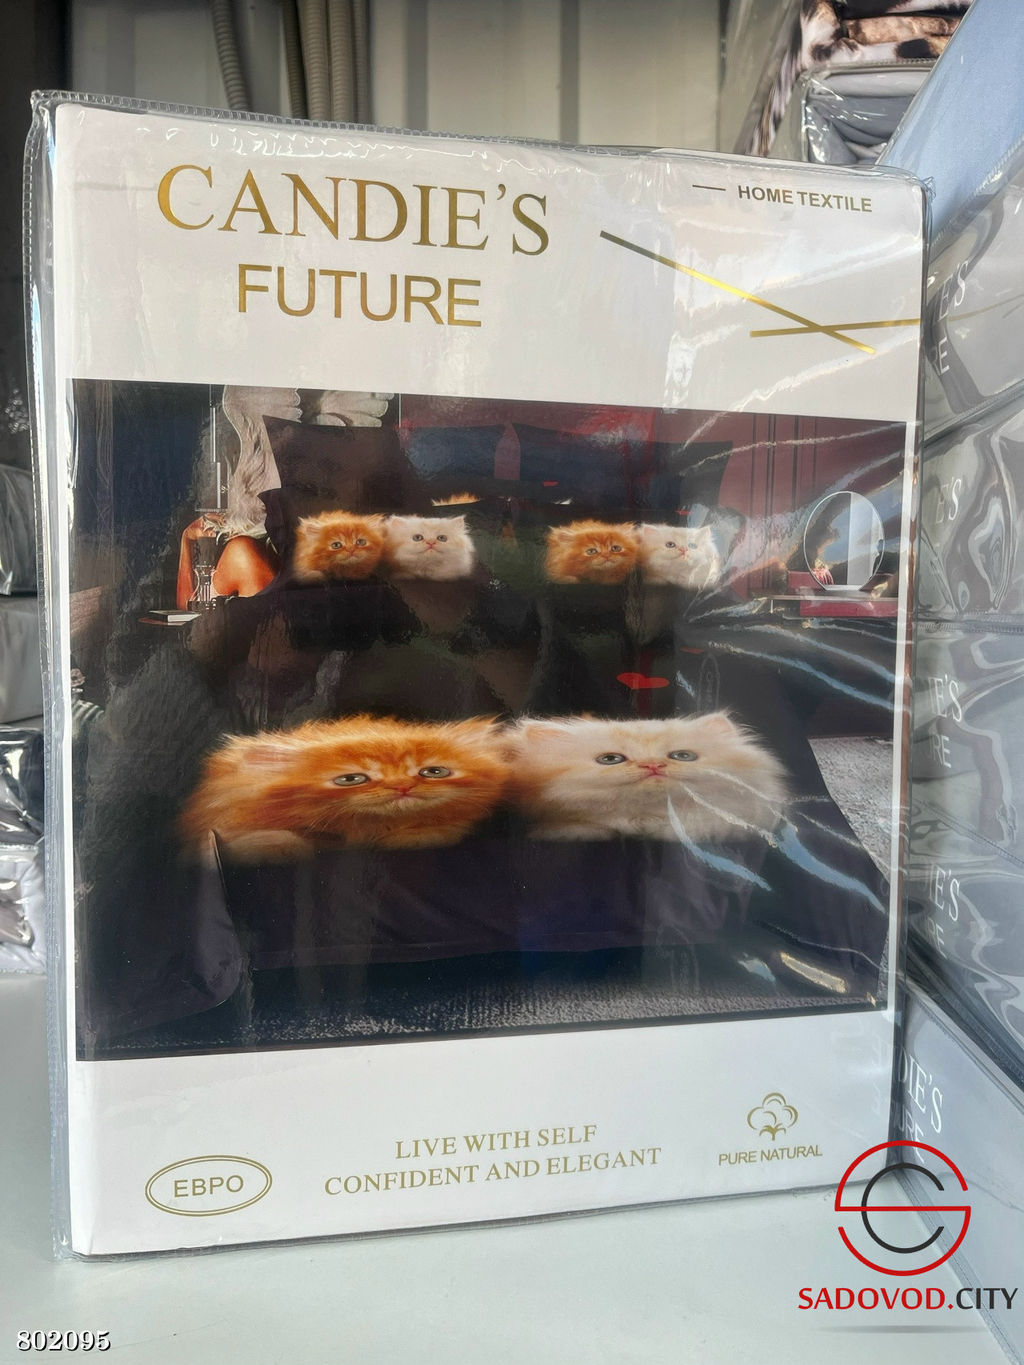 CANDIE'S
FUTURE
HOME TEXTILE
LIVE WITH SELF
CONFIDENT AND ELEGANT
PURE NATURAL
ЕВРО
SADOVOD.CITY
802095